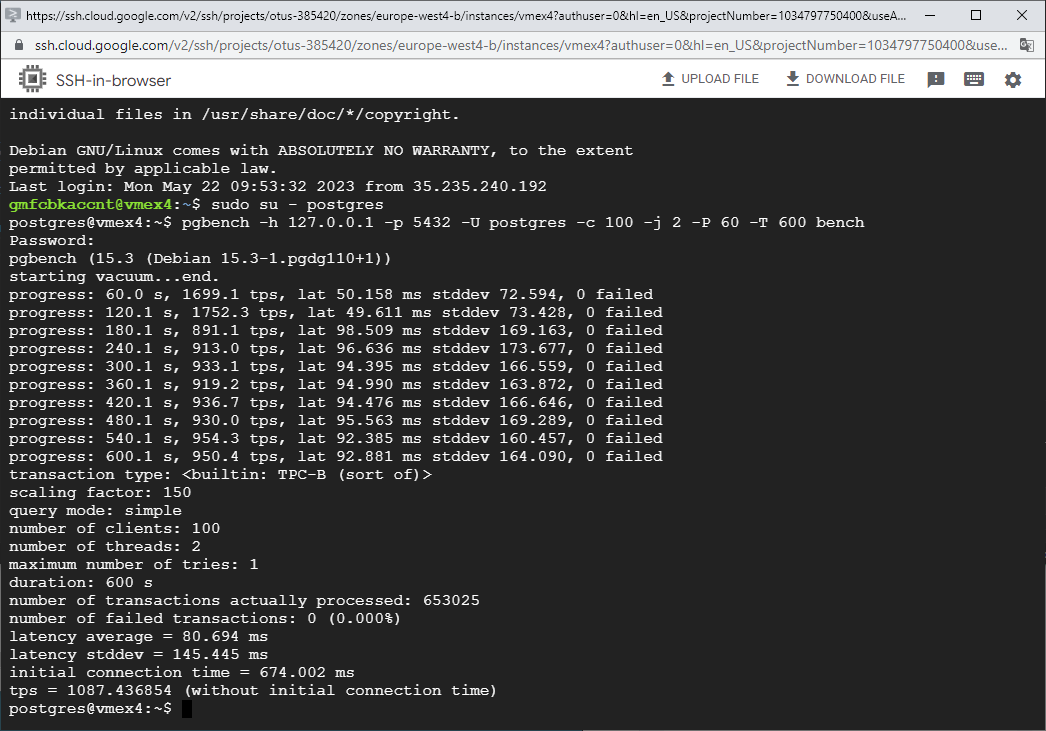 https://ssh.cloud.google.com/v2/ssh/projects/otus-385420/zones/europe-west4-b/instances/vmex4?authuser=0&hl=en_US&projectNumber=1034797750400&useA...
ssh.cloud.google.com/v2/ssh/projects/otus-385420/zones/europe-west4-b/instances/vmex4?authuser=0&hl=en_US&projectNumber=1034797750400&use...
SSH-in-browser
UPLOAD FILE
DOWNLOAD FILE
individual files in /usr/share/doc/*/copyright.
Debian GNU/Linux comes with ABSOLUTELY NO WARRANTY, to the extent
permitted by applicable law.
Last login: Mon May 22 09:53:32 2023 from 35.235.240.192
gmfcbkaccnt@vmex4:~$ sudo su - postgres
postgres@vmex4:~$ pgbench -h 127.0.0.1 -p 5432 -U postgres -c 100 -j 2 -P 60 -T 600 bench
Password:
pgbench (15.3 (Debian 15.3-1.pgdg110+1))
starting vacuum...end.
progress: 60.0 s, 1699.1 tps, lat 50.158 ms stddev 72.594, 0 failed
progress: 120.1 s, 1752.3 tps, lat 49.611 ms stddev 73.428, 0 failed
progress: 180.1 s, 891.1 tps, lat 98.509 ms stddev 169.163, 0 failed
progress: 240.1 s, 913.0 tps, lat 96.636 ms stddev 173.677, 0 failed
progress: 300.1 s, 933.1 tps, lat 94.395 ms stddev 166.559, 0 failed
progress: 360.1 s, 919.2 tps, lat 94.990 ms stddev 163.872, 0 failed
progress: 420.1 s, 936.7 tps, lat 94.476 ms stddev 166.646, 0 failed
progress: 480.1 s, 930.0 tps, lat 95.563 ms stddev 169.289, 0 failed
progress: 540.1 s, 954.3 tps, lat 92.385 ms stddev 160.457, 0 failed
progress: 600.1 s, 950.4 tps, lat 92.881 ms stddev 164.090, 0 failed
transaction type: <builtin: TPC-B (sort of)>
scaling factor: 150
query mode: simple
number of clients: 100
number of threads: 2
maximum number of tries: 1
duration: 600 s
number of transactions actually processed: 653025
number of failed transactions: 0 (0.000%)
latency average = 80.694 ms
latency stddev = 145.445 ms
initial connection time = 674.002 ms
tps = 1087.436854 (without initial connection time)
postgres@vmex4:~$